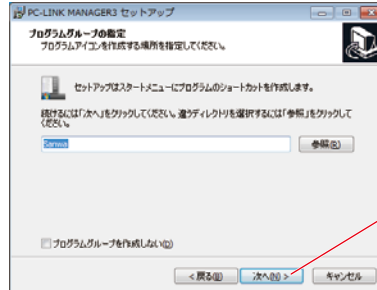 PC-LINK MANAGER3 セットアップ
プログラムグループの指定
プログラムアイコンを作成する場所を指定してください。
セットアップはスタートメニューにプログラムのショートカットを作成します。
続けるには「次へ」をクリックしてください。違うディレクトリを選択するには「参照」をクリックして
ください。
Sanwa
参照(R)
プログラムグループを作成しない(D)
< 戻る(B)
次へ(N) >
キャンセル